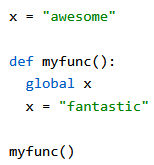 x = "awesome"

def myfunc():
  global x
  x = "fantastic"

myfunc()